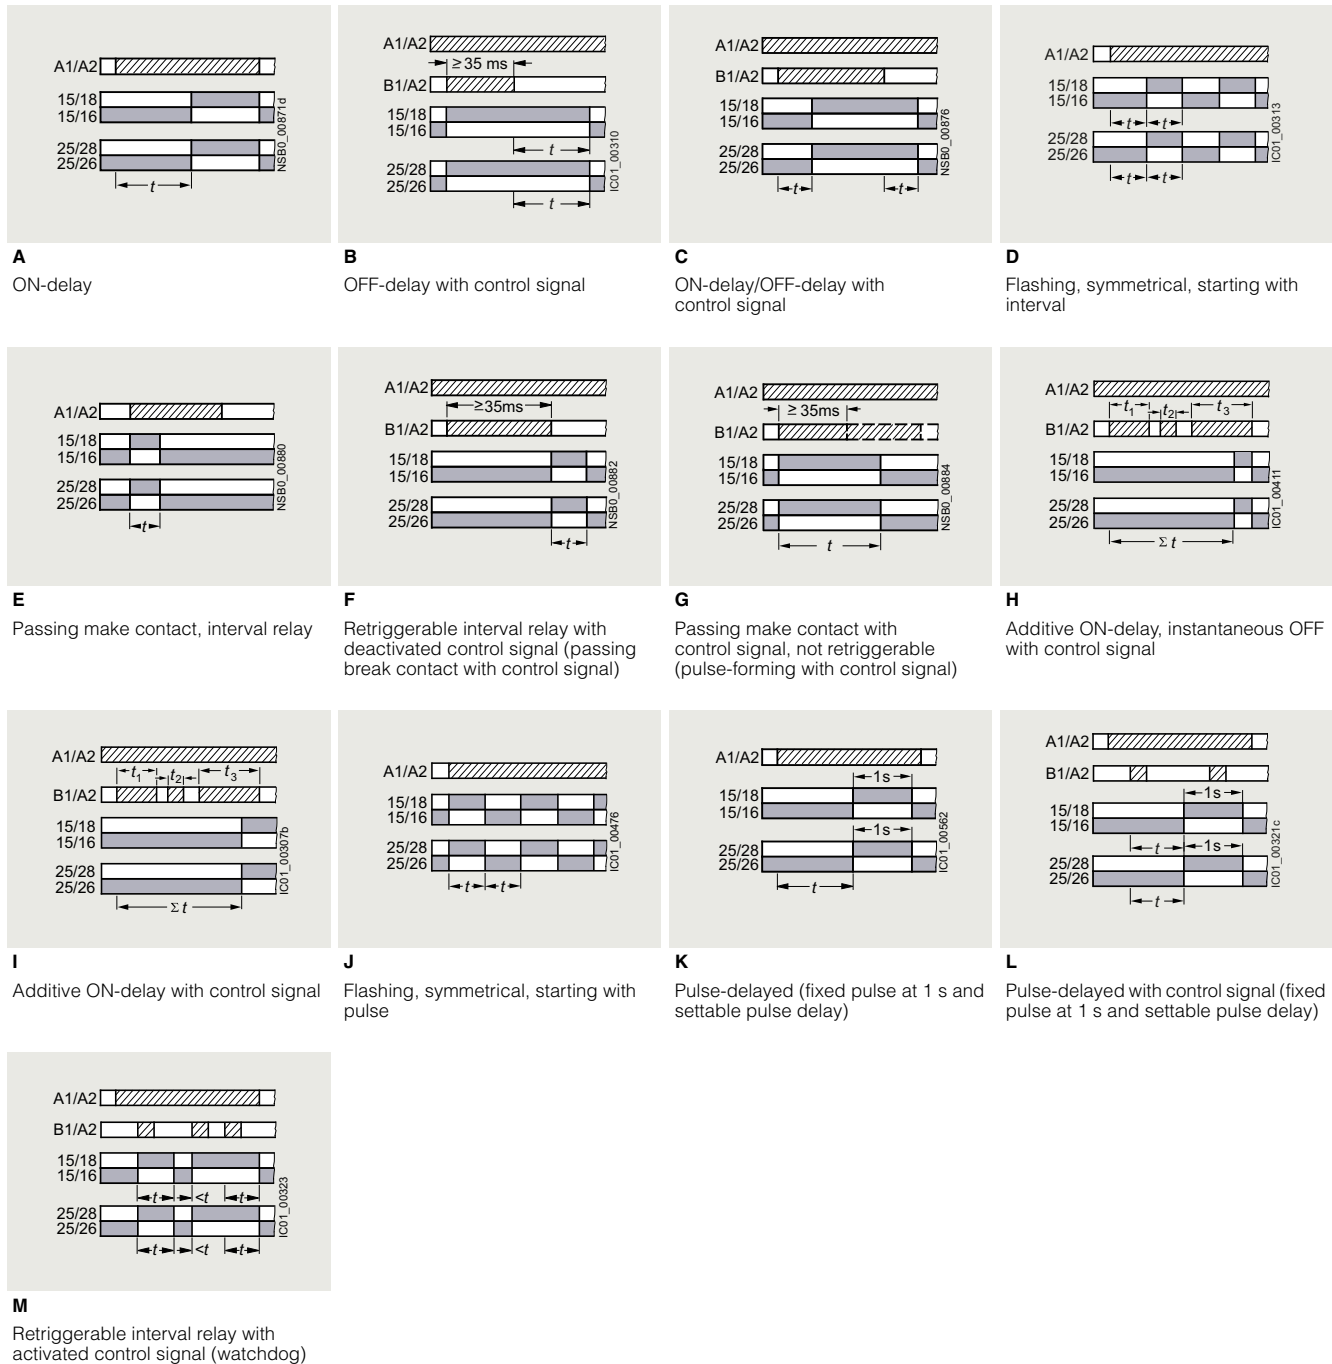 A1/A2
15/18
15/16
25/28
25/26
t
NSB0_00871d
A
ON-delay
A1/A2
≥ 35 ms
B1/A2
15/18
15/16
t
25/28
25/26
t
IC01_00310
B
OFF-delay with control signal
A1/A2
B1/A2
15/18
15/16
25/28
25/26
t t
NSB0_00876
C
ON-delay/OFF-delay with
control signal
A1/A2
15/18
15/16
t t
25/28
25/26
t t
IC01_00313
D
Flashing, symmetrical, starting with
interval
A1/A2
15/18
15/16
25/28
25/26
t
NSB0_00880
E
Passing make contact, interval relay
A1/A2
≥35ms
B1/A2
15/18
15/16
25/28
25/26
t
NSB0_00882
F
Retriggerable interval relay with
deactivated control signal (passing
break contact with control signal)
A1/A2
≥ 35ms
B1/A2
15/18
15/16
25/28
25/26
t
NSB0_00884
G
Passing make contact with
control signal, not retriggerable
(pulse-forming with control signal)
A1/A2
t1 t2 t3
B1/A2
15/18
15/16
25/28
25/26
Σ t
IC01_00411
H
Additive ON-delay, instantaneous OFF
with control signal
A1/A2
t1 t2 t3
B1/A2
15/18
15/16
25/28
25/26
Σ t
IC01_00307b
I
Additive ON-delay with control signal
A1/A2
15/18
15/16
25/28
25/26
t t
IC01_00476
J
Flashing, symmetrical, starting with
pulse
A1/A2
1s
15/18
15/16
1s
25/28
25/26
t
IC01_00562
K
Pulse-delayed (fixed pulse at 1 s and
settable pulse delay)
A1/A2
B1/A2
1s
15/18
15/16
t 1s
25/28
25/26
t
IC01_00321c
L
Pulse-delayed with control signal (fixed
pulse at 1 s and settable pulse delay)
A1/A2
B1/A2
15/18
15/16
t <t t
25/28
25/26
t <t t
IC01_00323
M
Retriggerable interval relay with
activated control signal (watchdog)